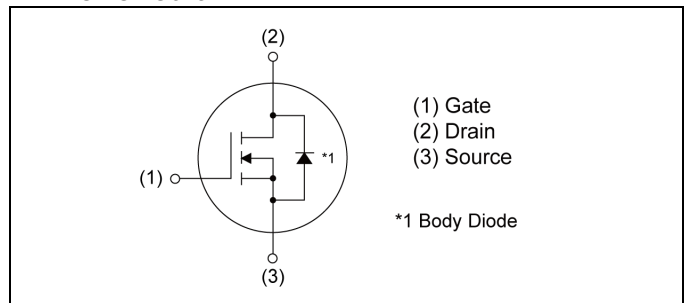 (2)
(1) Gate
(2) Drain
(3) Source
*1
(1)
*1 Body Diode
(3)